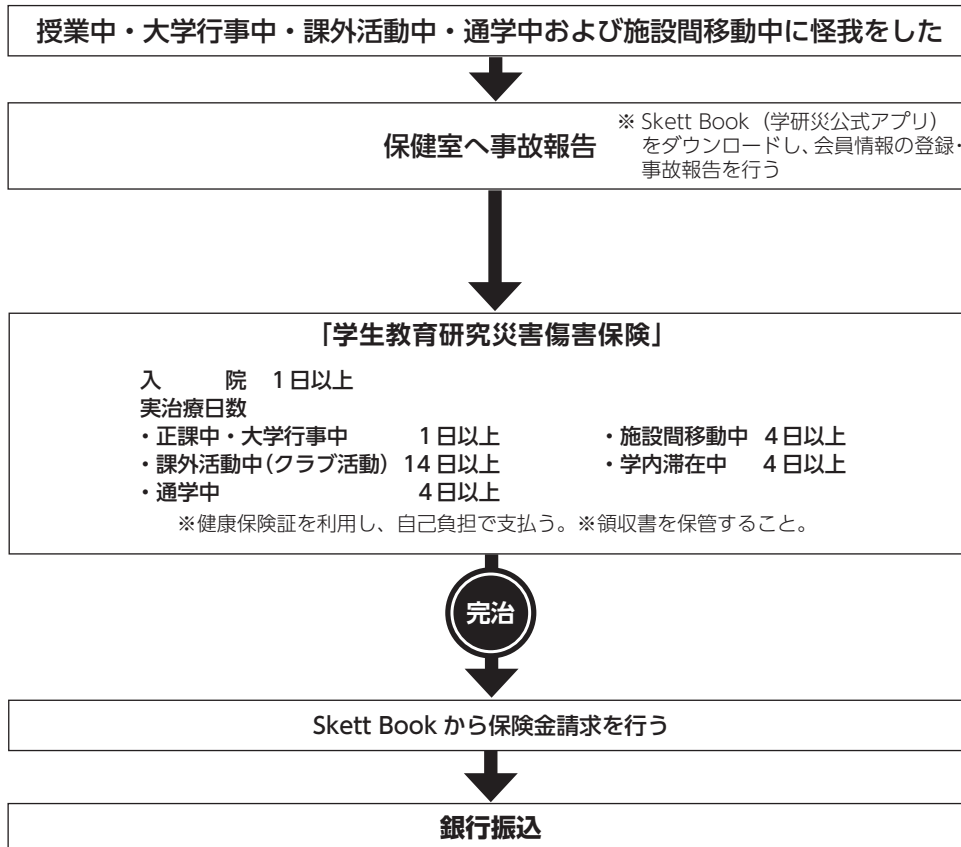 授業中・大学行事中・課外活動中・通学中および施設間移動中に怪我をした
保健室へ事故報告
※ Skett Book（学研災公式アプリ）
をダウンロードし、会員情報の登録・
事故報告を行う
「学生教育研究災害傷害保険」
入　　院　1日以上
実治療日数
・正課中・大学行事中　1日以上　・施設間移動中　4日以上
・課外活動中（クラブ活動）14日以上　・学内滞在中　4日以上
・通学中　4日以上
※健康保険証を利用し、自己負担で支払う。※領収書を保管すること。
完治
Skett Book から保険金請求を行う
銀行振込